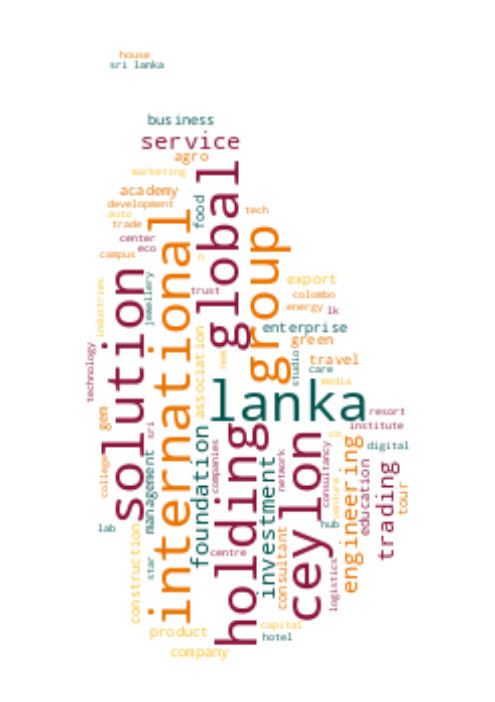 house
sri lanka
business
service
agro
marketing
academy
development
auto
trade
food
tech
center
eco
campus
n
global
international
group
solution
industries
jewellery
trust
export
colombo
energy
lk
enterprise
green
studio
travel
care
media
association
new
technology
gem
lanka
resort
institute
sri
co
digital
college
management
foundation
companies
holding
investment
network
ceylon
consultancy
venture
engineering
education
trading
tour
lab
hub
construction
star
centre
consultant
logistics
product
capital
hotel
company